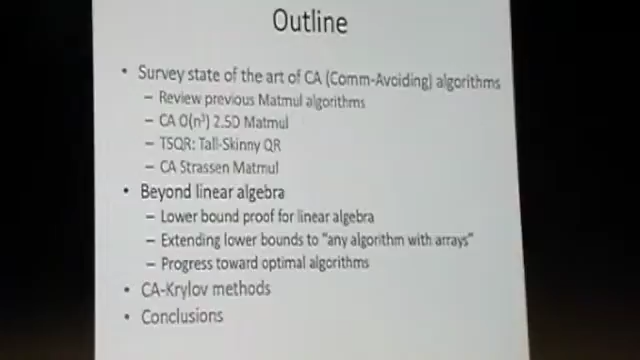 Outline
• Survey state of the art of CA (Comm-Avoiding) algorithms
– Review previous Matmul algorithms
– CA O(n³) 2.5D Matmul
– TSQR: Tall-Skinny QR
– CA Strassen Matmul
• Beyond linear algebra
– Lower bound proof for linear algebra
– Extending lower bounds to "any algorithm with arrays"
– Progress toward optimal algorithms
• CA-Krylov methods
• Conclusions